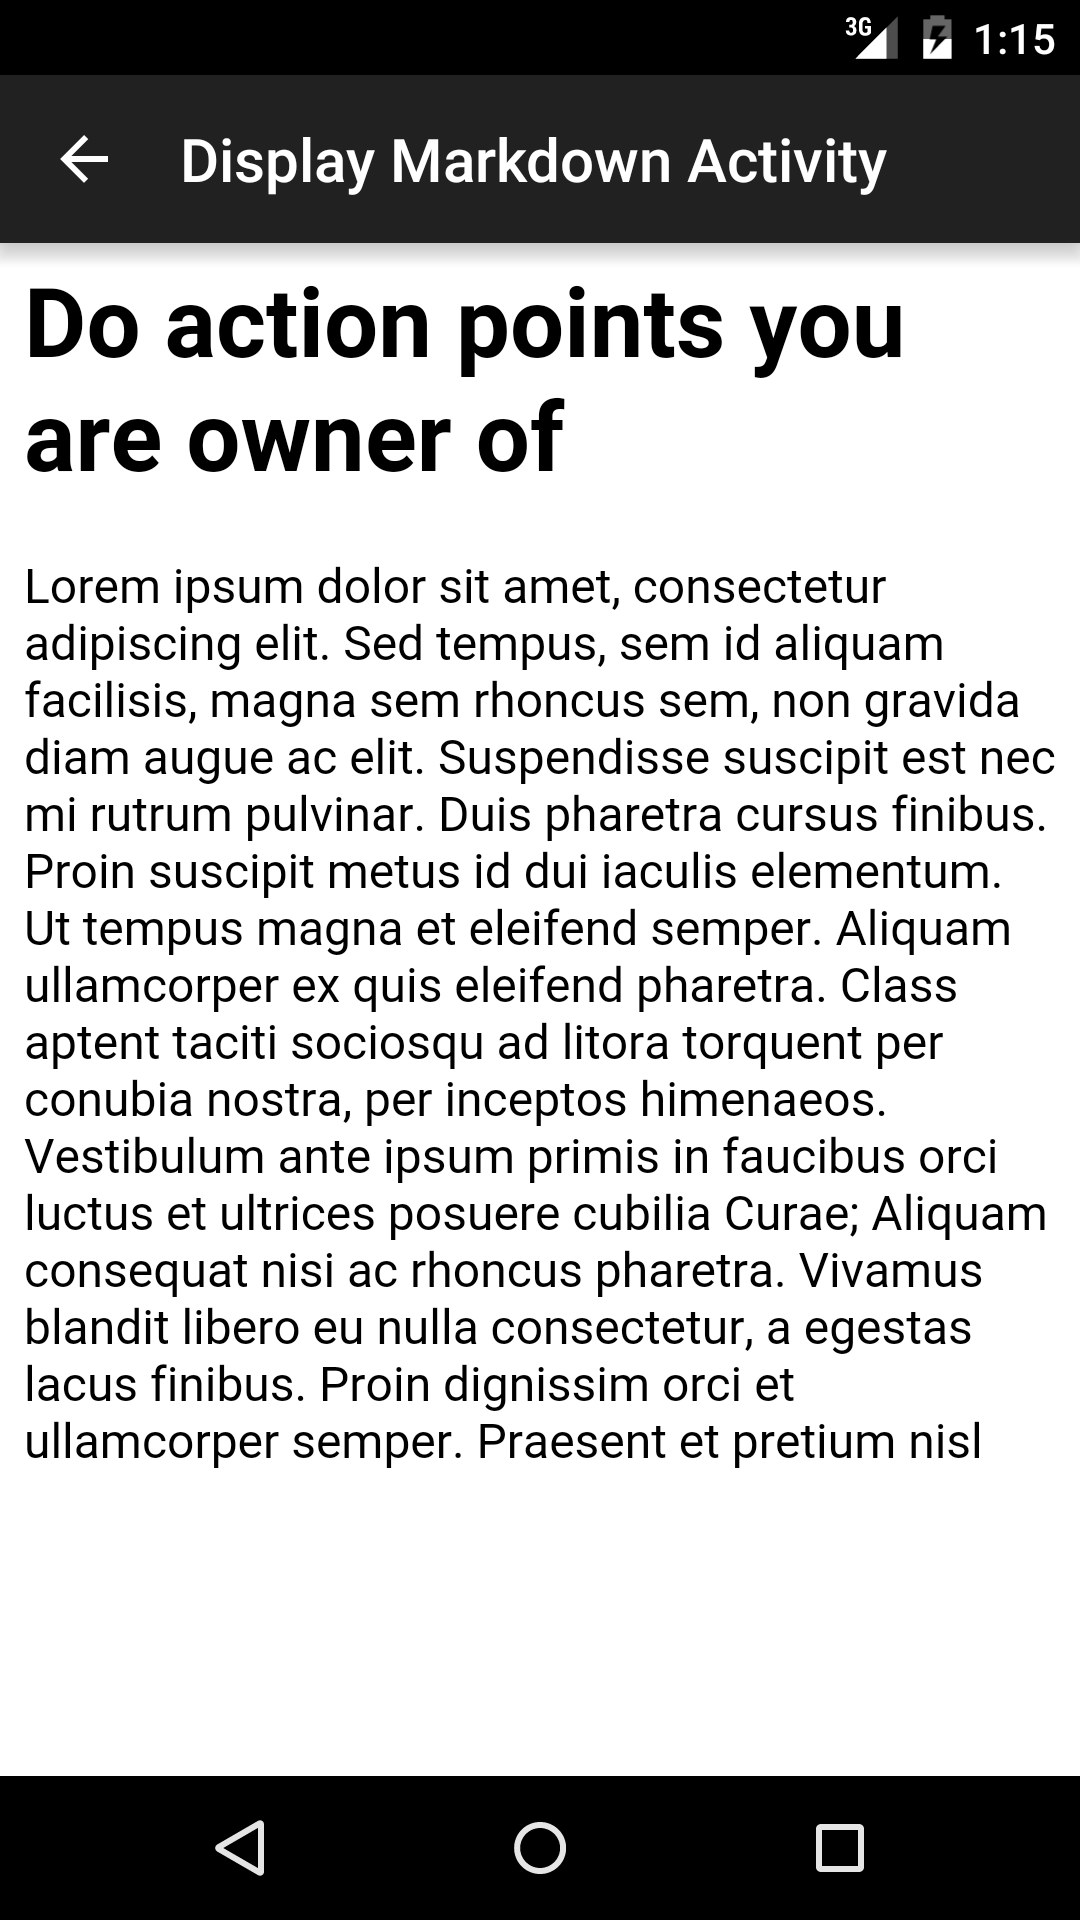 3G 1:15
Display Markdown Activity
Do action points you
are owner of
Lorem ipsum dolor sit amet, consectetur
adipiscing elit. Sed tempus, sem id aliquam
facilisis, magna sem rhoncus sem, non gravida
diam augue ac elit. Suspendisse suscipit est nec
mi rutrum pulvinar. Duis pharetra cursus finibus.
Proin suscipit metus id dui iaculis elementum.
Ut tempus magna et eleifend semper. Aliquam
ullamcorper ex quis eleifend pharetra. Class
aptent taciti sociosqu ad litora torquent per
conubia nostra, per inceptos himenaeos.
Vestibulum ante ipsum primis in faucibus orci
luctus et ultrices posuere cubilia Curae; Aliquam
consequat nisi ac rhoncus pharetra. Vivamus
blandit libero eu nulla consectetur, a egestas
lacus finibus. Proin dignissim orci et
ullamcorper semper. Praesent et pretium nisl